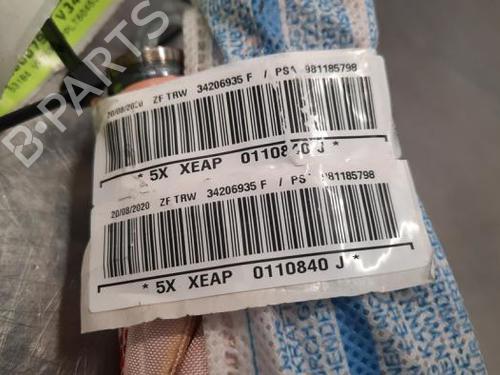 20/08/2020 ZF TRW 34206935 F / PSA 981185798
* 5X XEAP 0110840 J *
20/08/2020 ZF TRW 34206935 F / PS 981185798
* 5X XEAP 0110840 J *
B-PARTS